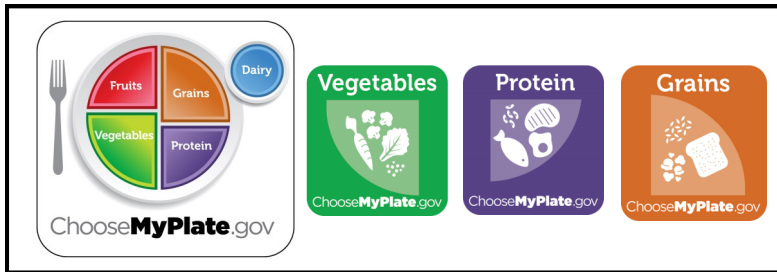 Fruits
Grains
Dairy
Vegetables
Protein
ChooseMyPlate.gov
Vegetables
ChooseMyPlate.gov
Protein
ChooseMyPlate.gov
Grains
ChooseMyPlate.gov